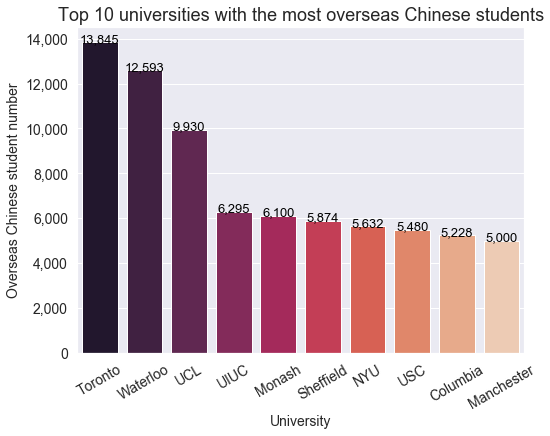 Top 10 universities with the most overseas Chinese students
Overseas Chinese student number
14,000
12,000
10,000
8,000
6,000
4,000
2,000
0
13,845
12,593
9,930
6,295
6,100
5,874
5,632
5,480
5,228
5,000
Toronto
Waterloo
UCL
UIUC
Monash
Sheffield
NYU
USC
Columbia
Manchester
University